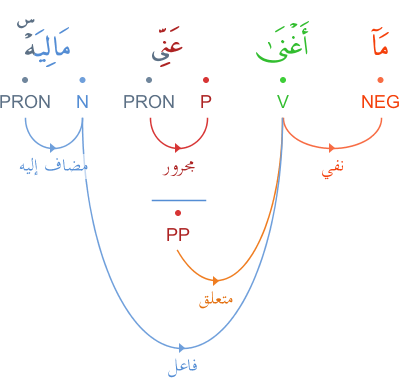 مَآ أَغْنَىٰ عَنِّى مَالِيَهْ ۜ
NEG V P PRON N PRON
نفي مجرور مضاف إليه
PP
متعلق
فاعل